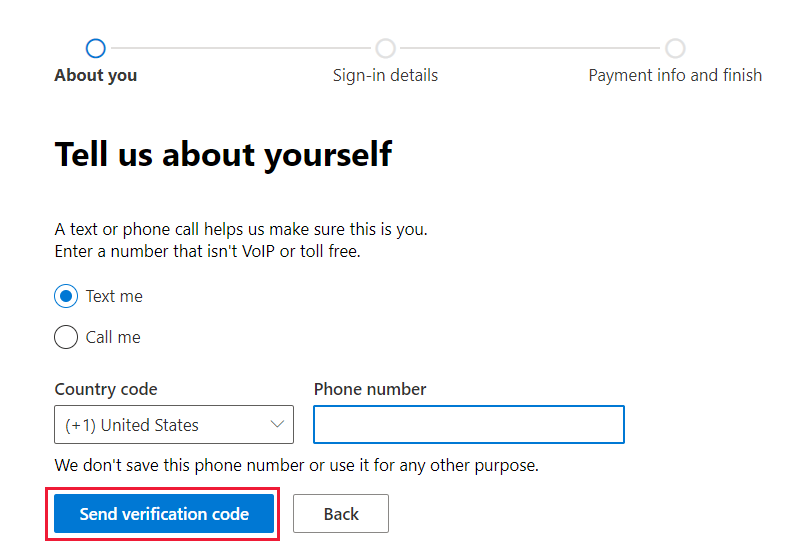 About you
Sign-in details
Payment info and finish
Tell us about yourself
A text or phone call helps us make sure this is you.
Enter a number that isn't VoIP or toll free.
Text me
Call me
Country code
Phone number
(+1) United States
We don't save this phone number or use it for any other purpose.
Send verification code
Back